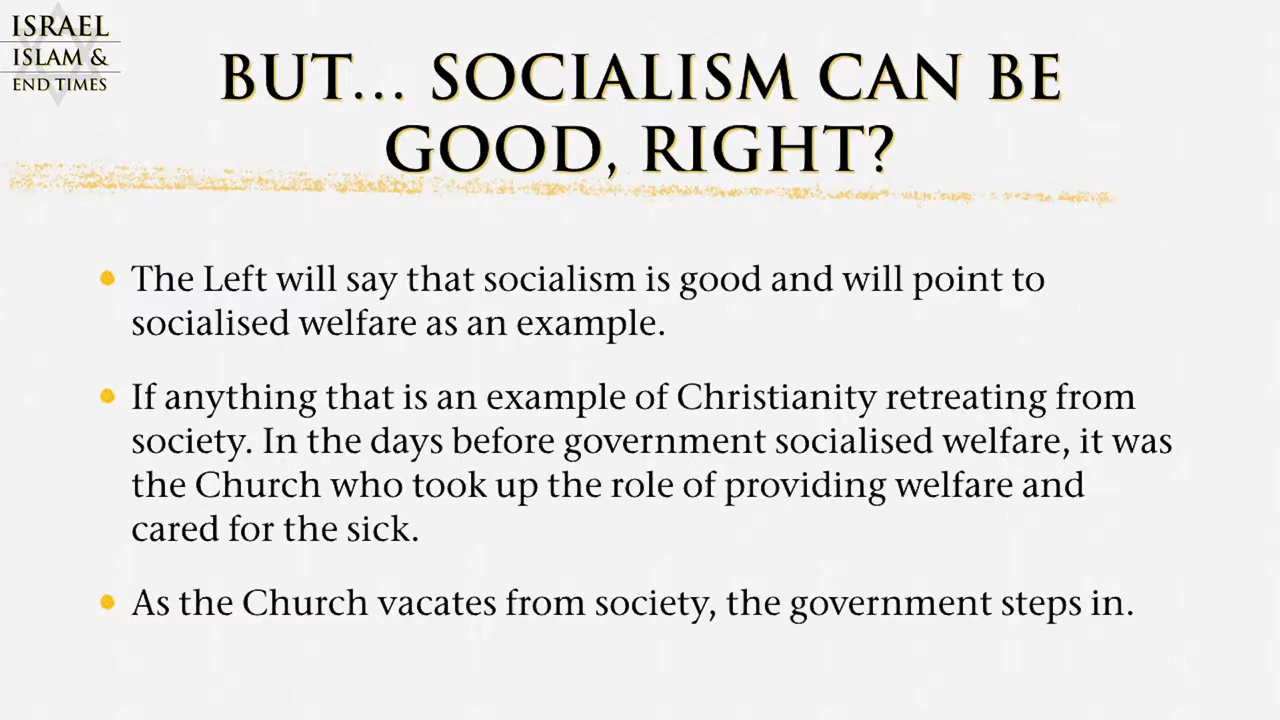 ISRAEL
ISLAM &
END TIMES
BUT... SOCIALISM CAN BE
GOOD, RIGHT?
• The Left will say that socialism is good and will point to
socialised welfare as an example.
• If anything that is an example of Christianity retreating from
society. In the days before government socialised welfare, it was
the Church who took up the role of providing welfare and
cared for the sick.
• As the Church vacates from society, the government steps in.